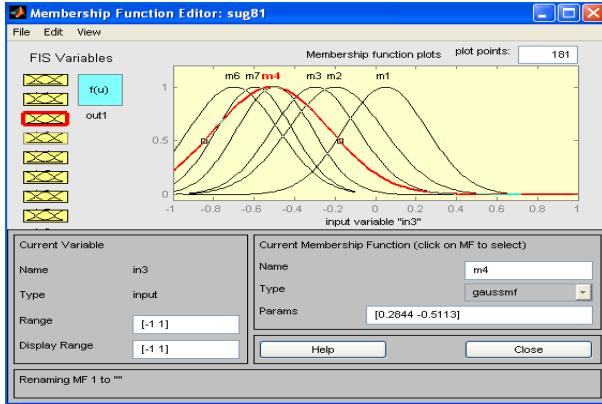 Membership Function Editor: sug81
File Edit View
FIS Variables
f(u)
out1
Membership function plots
plot points:
181
m6 m7 m4 m3 m2 m1
1
0.5
0
-1 -0.8 -0.6 -0.4 -0.2 0 0.2 0.4 0.6 0.8 1
input variable "in3"
Current Variable
Name in3
Type input
Range [-1 1]
Display Range [-1 1]
Current Membership Function (click on MF to select)
Name m4
Type gaussmf
Params [0.2844 -0.5113]
Help Close
Renaming MF 1 to ""